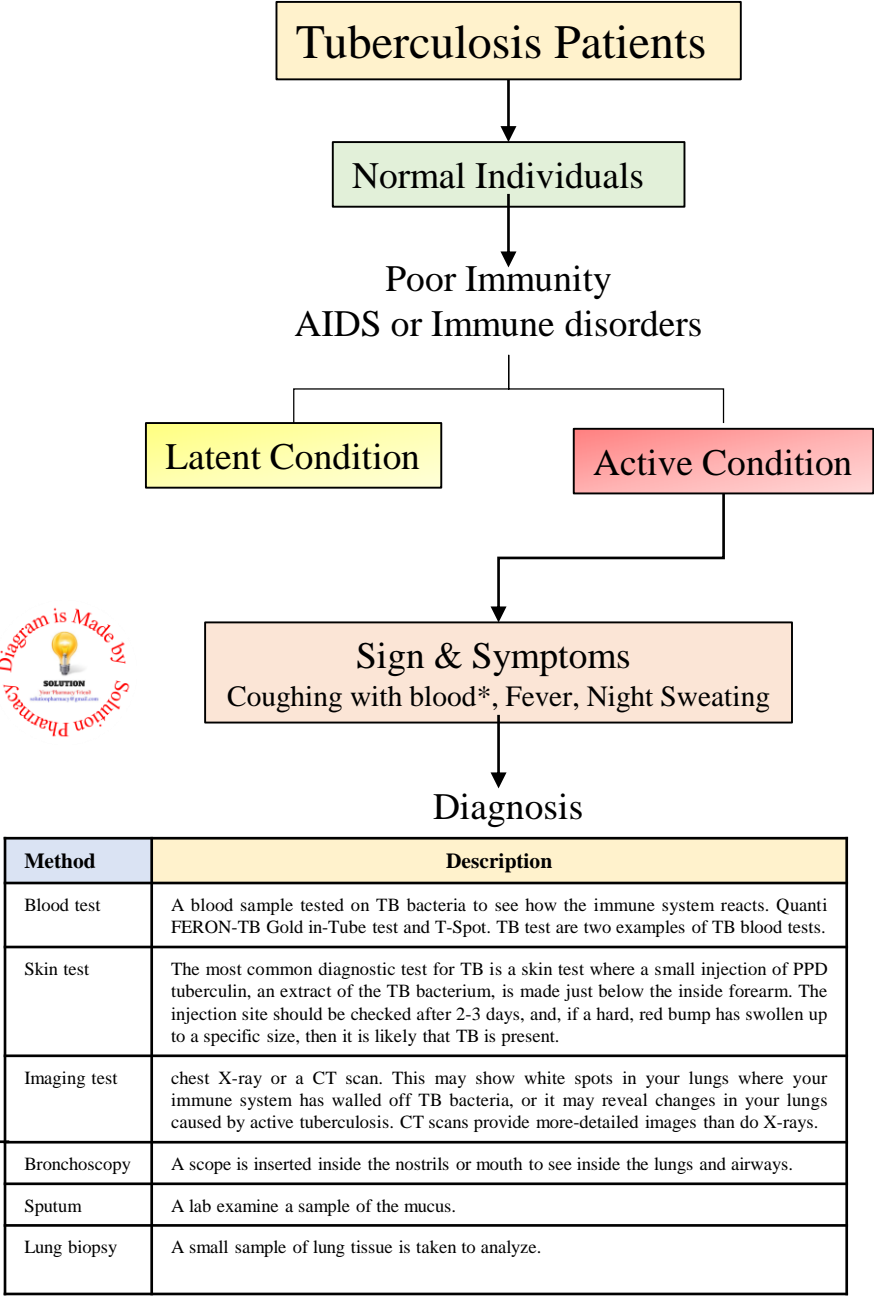 Tuberculosis Patients
Normal Individuals
Poor Immunity
AIDS or Immune disorders
Latent Condition
Active Condition
Diagram is Made by Solution Pharmacy
SOLUTION
Your Pharmacy Friend
solutionpharmacy@gmail.com
Sign & Symptoms
Coughing with blood*, Fever, Night Sweating
Diagnosis
Method
Description
Blood test
A blood sample tested on TB bacteria to see how the immune system reacts. Quanti
FERON-TB Gold in-Tube test and T-Spot. TB test are two examples of TB blood tests.
Skin test
The most common diagnostic test for TB is a skin test where a small injection of PPD
tuberculin, an extract of the TB bacterium, is made just below the inside forearm. The
injection site should be checked after 2-3 days, and, if a hard, red bump has swollen up
to a specific size, then it is likely that TB is present.
Imaging test
chest X-ray or a CT scan. This may show white spots in your lungs where your
immune system has walled off TB bacteria, or it may reveal changes in your lungs
caused by active tuberculosis. CT scans provide more-detailed images than do X-rays.
Bronchoscopy
A scope is inserted inside the nostrils or mouth to see inside the lungs and airways.
Sputum
A lab examine a sample of the mucus.
Lung biopsy
A small sample of lung tissue is taken to analyze.